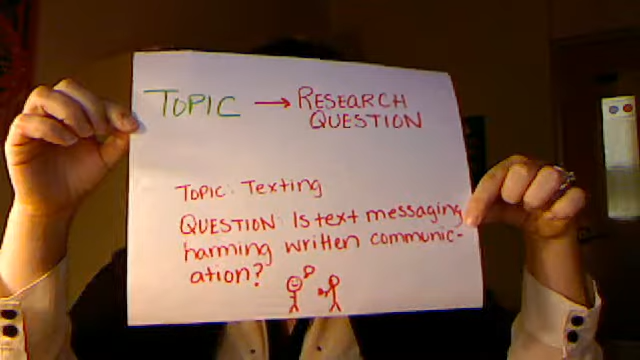 TOPIC → RESEARCH
QUESTION
TOPIC: Texting
QUESTION: Is text messaging
harming written communic-
ation?